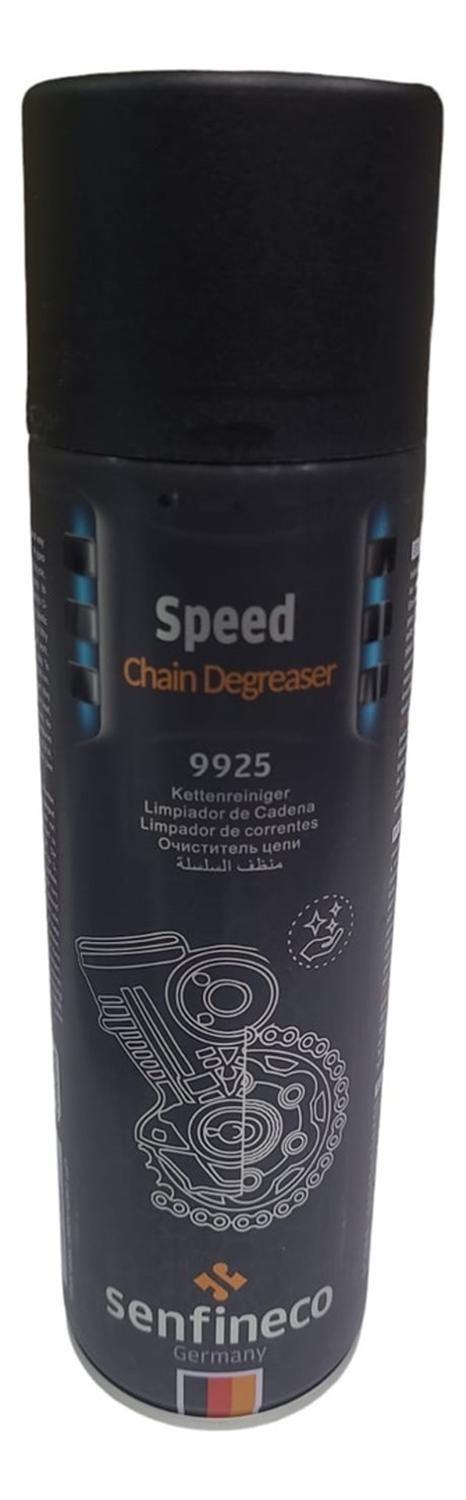 Speed
Chain Degreaser
9925
Kettenreiniger
Limpiador de Cadena
Limpador de correntes
Очиститель цепи
منظف السلسلة
senfineco
Germany